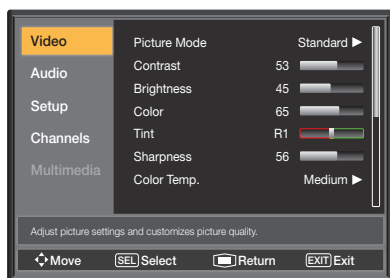 Video
Audio
Setup
Channels
Multimedia
Picture Mode Standard ▶
Contrast 53
Brightness 45
Color 65
Tint R1
Sharpness 56
Color Temp. Medium ▶
Adjust picture settings and customizes picture quality.
Move SEL Select Return EXIT Exit